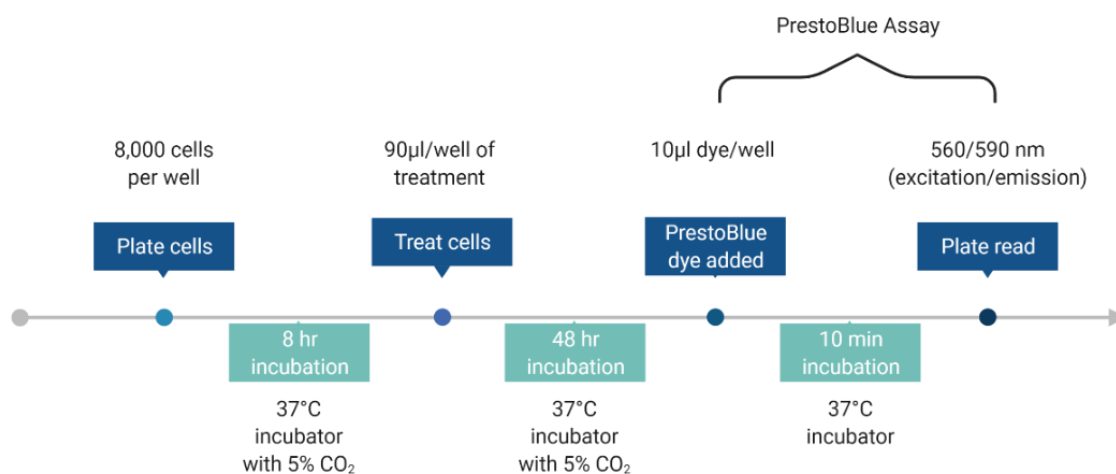 PrestoBlue Assay
8,000 cells
per well
90µl/well of
treatment
10µl dye/well
560/590 nm
(excitation/emission)
Plate cells
Treat cells
PrestoBlue
dye added
Plate read
8 hr
incubation
48 hr
incubation
10 min
incubation
37°C
incubator
with 5% CO₂
37°C
incubator
with 5% CO₂
37°C
incubator